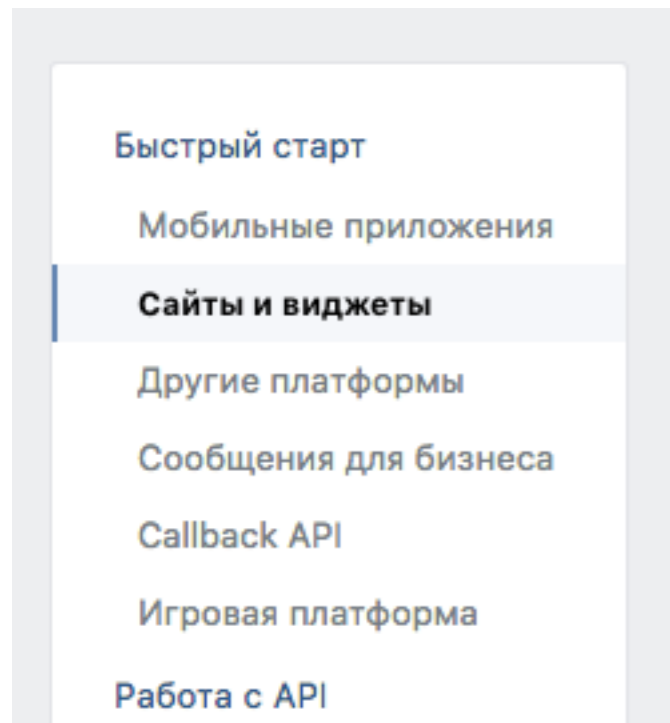 Быстрый старт
Мобильные приложения
Сайты и виджеты
Другие платформы
Сообщения для бизнеса
Callback API
Игровая платформа
Работа с API